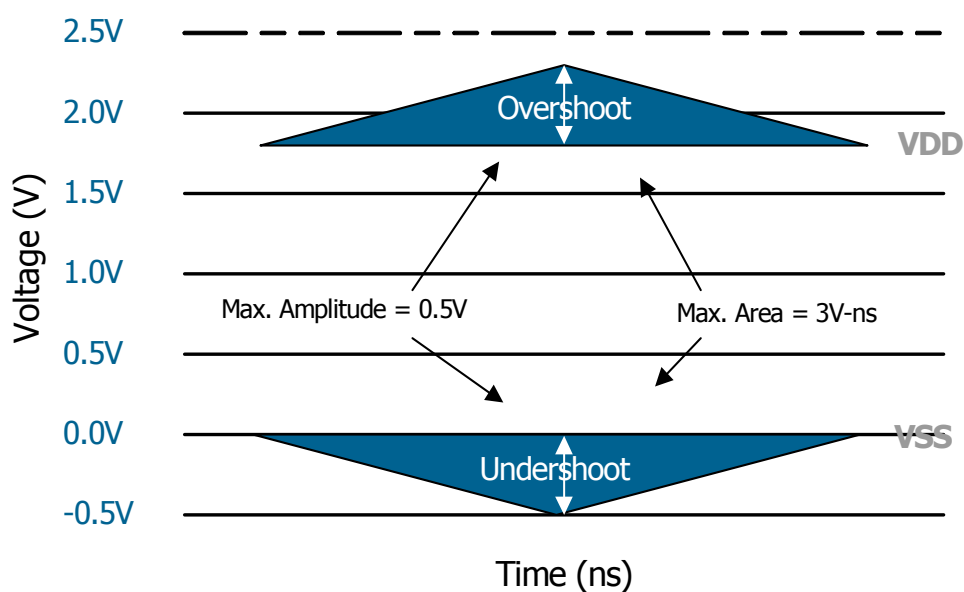 2.5V
Overshoot
2.0V
VDD
1.5V
1.0V
Max. Amplitude = 0.5V
Max. Area = 3V-ns
0.5V
0.0V
VSS
Undershoot
-0.5V
Voltage (V)
Time (ns)